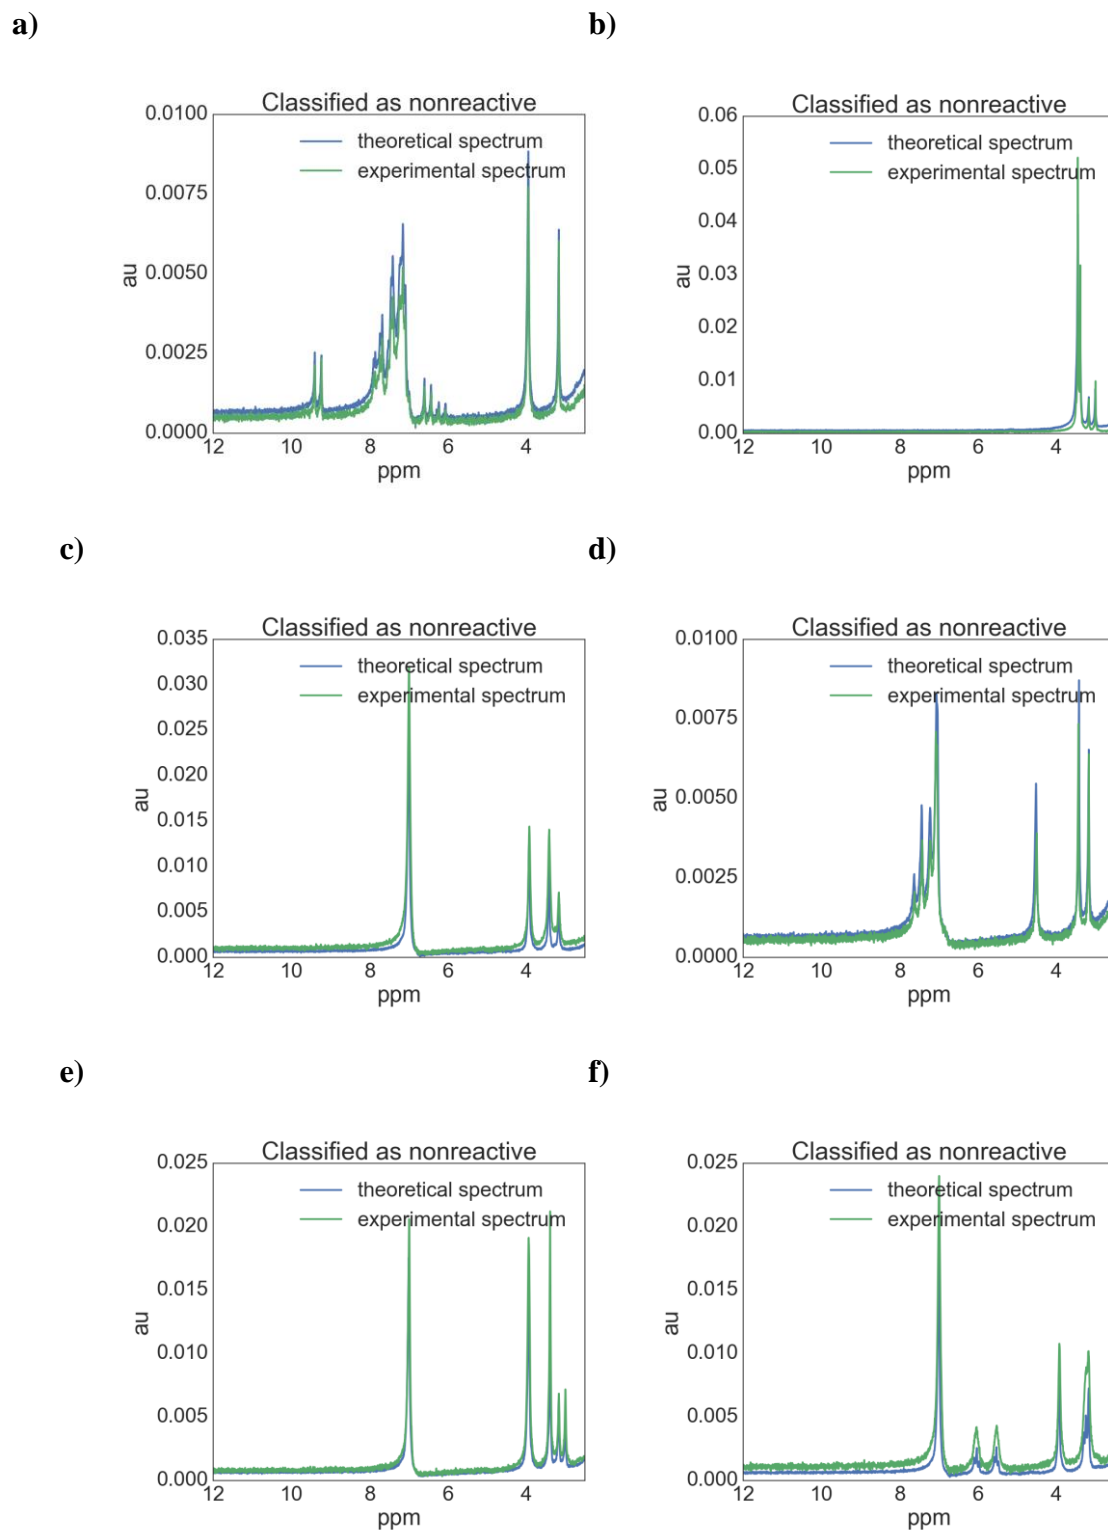 a)
b)
Classified as nonreactive
theoretical spectrum
experimental spectrum
0.0100
0.0075
0.0050
0.0025
0.0000
au
12 10 8 6 4
ppm
Classified as nonreactive
theoretical spectrum
experimental spectrum
0.06
0.05
0.04
0.03
0.02
0.01
0.00
au
12 10 8 6 4
ppm
c)
d)
Classified as nonreactive
theoretical spectrum
experimental spectrum
0.035
0.030
0.025
0.020
0.015
0.010
0.005
0.000
au
12 10 8 6 4
ppm
Classified as nonreactive
theoretical spectrum
experimental spectrum
0.0100
0.0075
0.0050
0.0025
0.0000
au
12 10 8 6 4
ppm
e)
f)
Classified as nonreactive
theoretical spectrum
experimental spectrum
0.025
0.020
0.015
0.010
0.005
0.000
au
12 10 8 6 4
ppm
Classified as nonreactive
theoretical spectrum
experimental spectrum
0.025
0.020
0.015
0.010
0.005
0.000
au
12 10 8 6 4
ppm